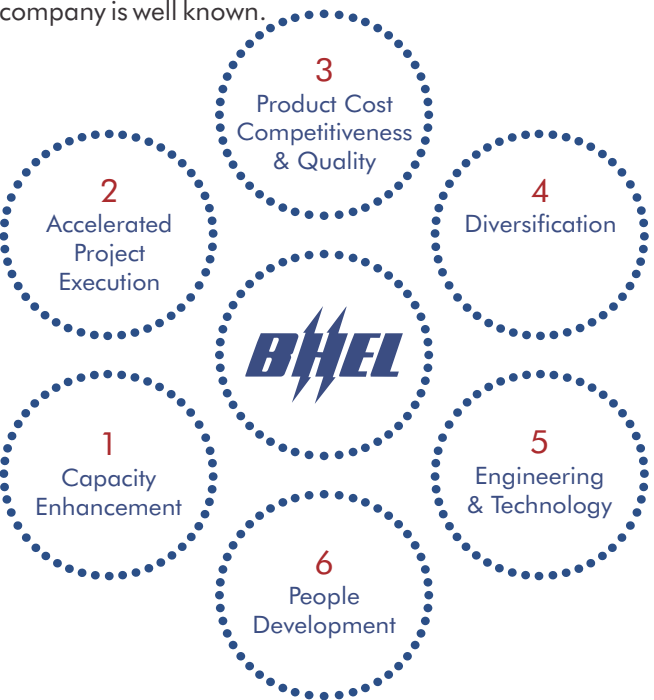 company is well known.
3
Product Cost
Competitiveness
& Quality
2
Accelerated
Project
Execution
4
Diversification
BHEL
1
Capacity
Enhancement
5
Engineering
& Technology
6
People
Development